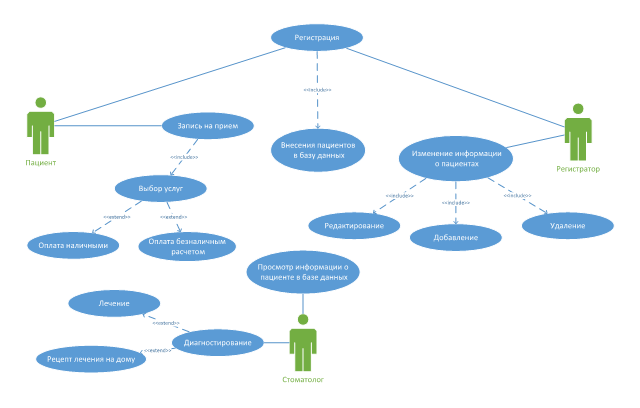 Регистрация
<<include>>
Пациент
Запись на прием
Внесения пациентов
в базу данных
Изменение информации
о пациентах
Регистратор
<<include>>
Выбор услуг
<<include>>
<<include>>
<<include>>
<<extend>>
<<extend>>
Редактирование
Добавление
Удаление
Оплата наличными
Оплата безналичным
расчетом
Просмотр информации о
пациенте в базе данных
Лечение
<<extend>>
Диагностирование
<<extend>>
Рецепт лечения на дому
Стоматолог